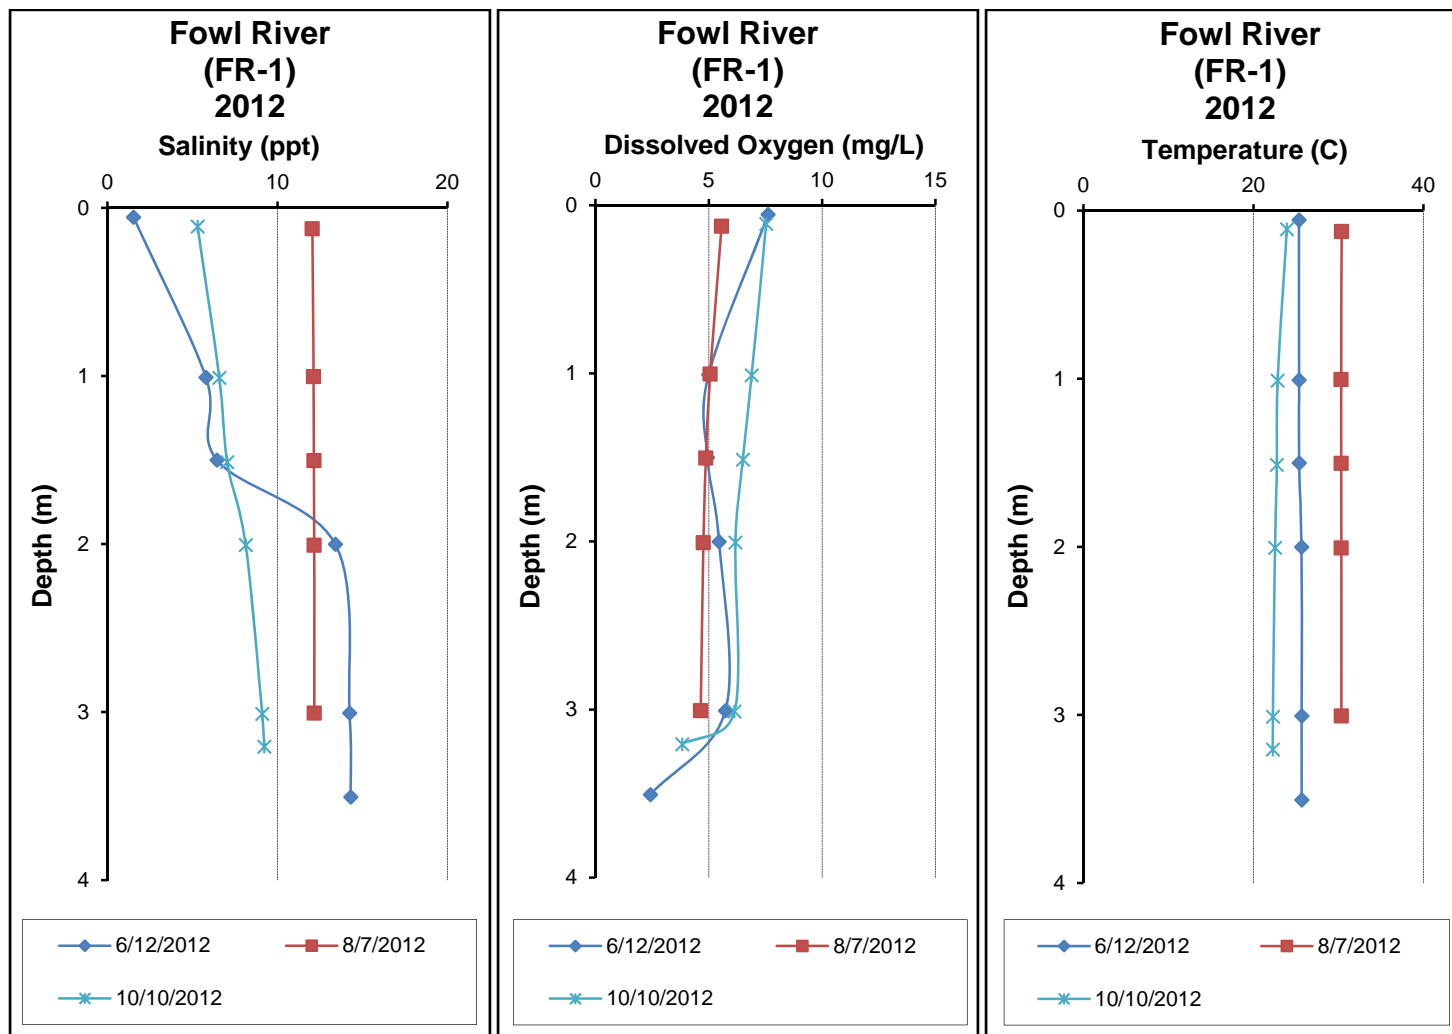 Fowl River
(FR-1)
2012
Salinity (ppt)
0 10 20
0
1
2
3
4
Depth (m)
6/12/2012 8/7/2012
10/10/2012
Fowl River
(FR-1)
2012
Dissolved Oxygen (mg/L)
0 5 10 15
0
1
2
3
4
Depth (m)
6/12/2012 8/7/2012
10/10/2012
Fowl River
(FR-1)
2012
Temperature (C)
0 20 40
0
1
2
3
4
Depth (m)
6/12/2012 8/7/2012
10/10/2012